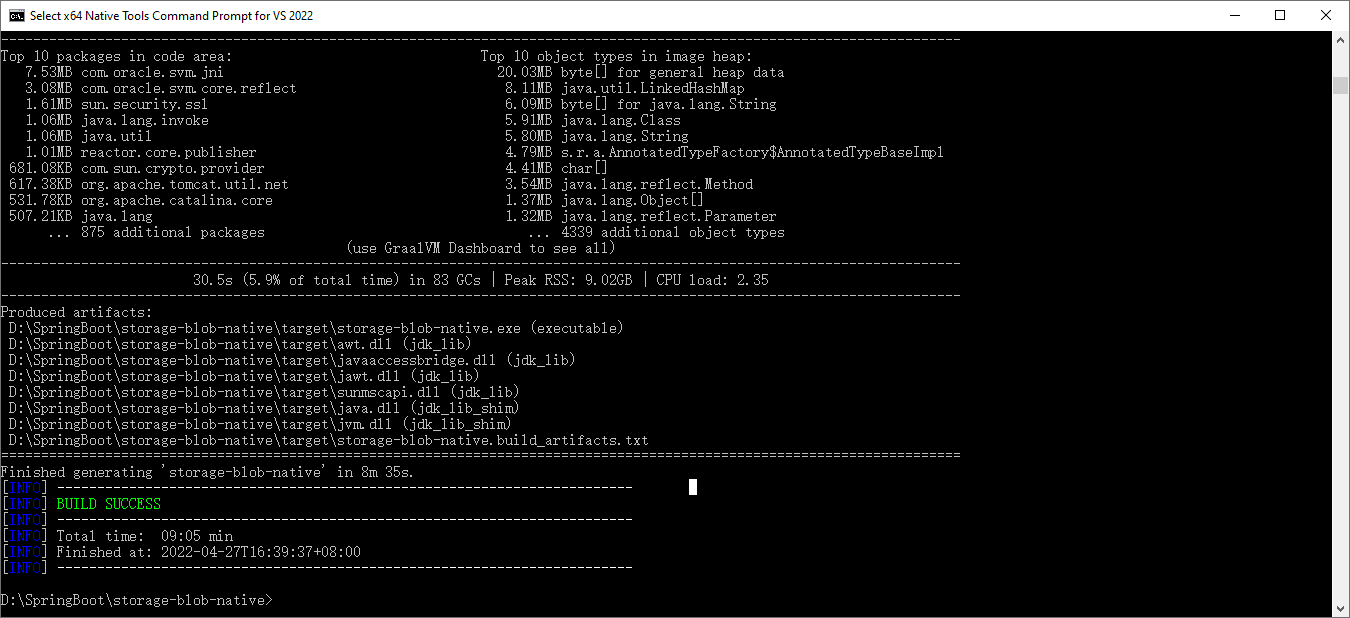 Select x64 Native Tools Command Prompt for VS 2022
--------------------------------------------------------------------------------
Top 10 packages in code area:                               Top 10 object types in image heap:
   7.53MB com.oracle.svm.jni                                  20.03MB byte[] for general heap data
   3.08MB com.oracle.svm.core.reflect                          8.11MB java.util.LinkedHashMap
   1.61MB sun.security.ssl                                     6.09MB byte[] for java.lang.String
   1.06MB java.lang.invoke                                     5.91MB java.lang.Class
   1.06MB java.util                                            5.80MB java.lang.String
   1.01MB reactor.core.publisher                               4.79MB s.r.a.AnnotatedTypeFactory$AnnotatedTypeBaseImpl
 681.08KB com.sun.crypto.provider                              4.41MB char[]
 617.38KB org.apache.tomcat.util.net                           3.54MB java.lang.reflect.Method
 531.78KB org.apache.catalina.core                             1.37MB java.lang.Object[]
 507.21KB java.lang                                            1.32MB java.lang.reflect.Parameter
      ... 875 additional packages                                 ... 4339 additional object types
                                           (use GraalVM Dashboard to see all)
--------------------------------------------------------------------------------
                        30.5s (5.9% of total time) in 83 GCs | Peak RSS: 9.02GB | CPU load: 2.35
--------------------------------------------------------------------------------
Produced artifacts:
 D:\SpringBoot\storage-blob-native\target\storage-blob-native.exe (executable)
 D:\SpringBoot\storage-blob-native\target\awt.dll (jdk_lib)
 D:\SpringBoot\storage-blob-native\target\javaaccessbridge.dll (jdk_lib)
 D:\SpringBoot\storage-blob-native\target\jawt.dll (jdk_lib)
 D:\SpringBoot\storage-blob-native\target\sunmscapi.dll (jdk_lib)
 D:\SpringBoot\storage-blob-native\target\java.dll (jdk_lib_shim)
 D:\SpringBoot\storage-blob-native\target\jvm.dll (jdk_lib_shim)
 D:\SpringBoot\storage-blob-native\target\storage-blob-native.build_artifacts.txt
================================================================================
Finished generating 'storage-blob-native' in 8m 35s.
[INFO] ------------------------------------------------------------------------
[INFO] BUILD SUCCESS
[INFO] ------------------------------------------------------------------------
[INFO] Total time:  09:05 min
[INFO] Finished at: 2022-04-27T16:39:37+08:00
[INFO] ------------------------------------------------------------------------
D:\SpringBoot\storage-blob-native>